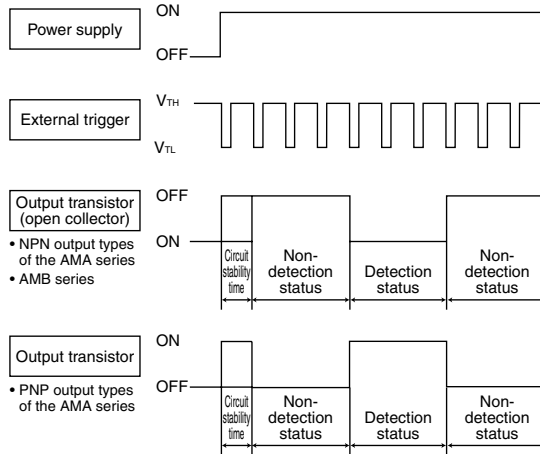 ON
Power supply
OFF
VTH
External trigger
VTL
Output transistor
(open collector)
OFF
ON
• NPN output types
of the AMA series
• AMB series
Circuit
stability
time
Non-
detection
status
Detection
status
Non-
detection
status
Output transistor
ON
OFF
• PNP output types
of the AMA series
Circuit
stability
time
Non-
detection
status
Detection
status
Non-
detection
status